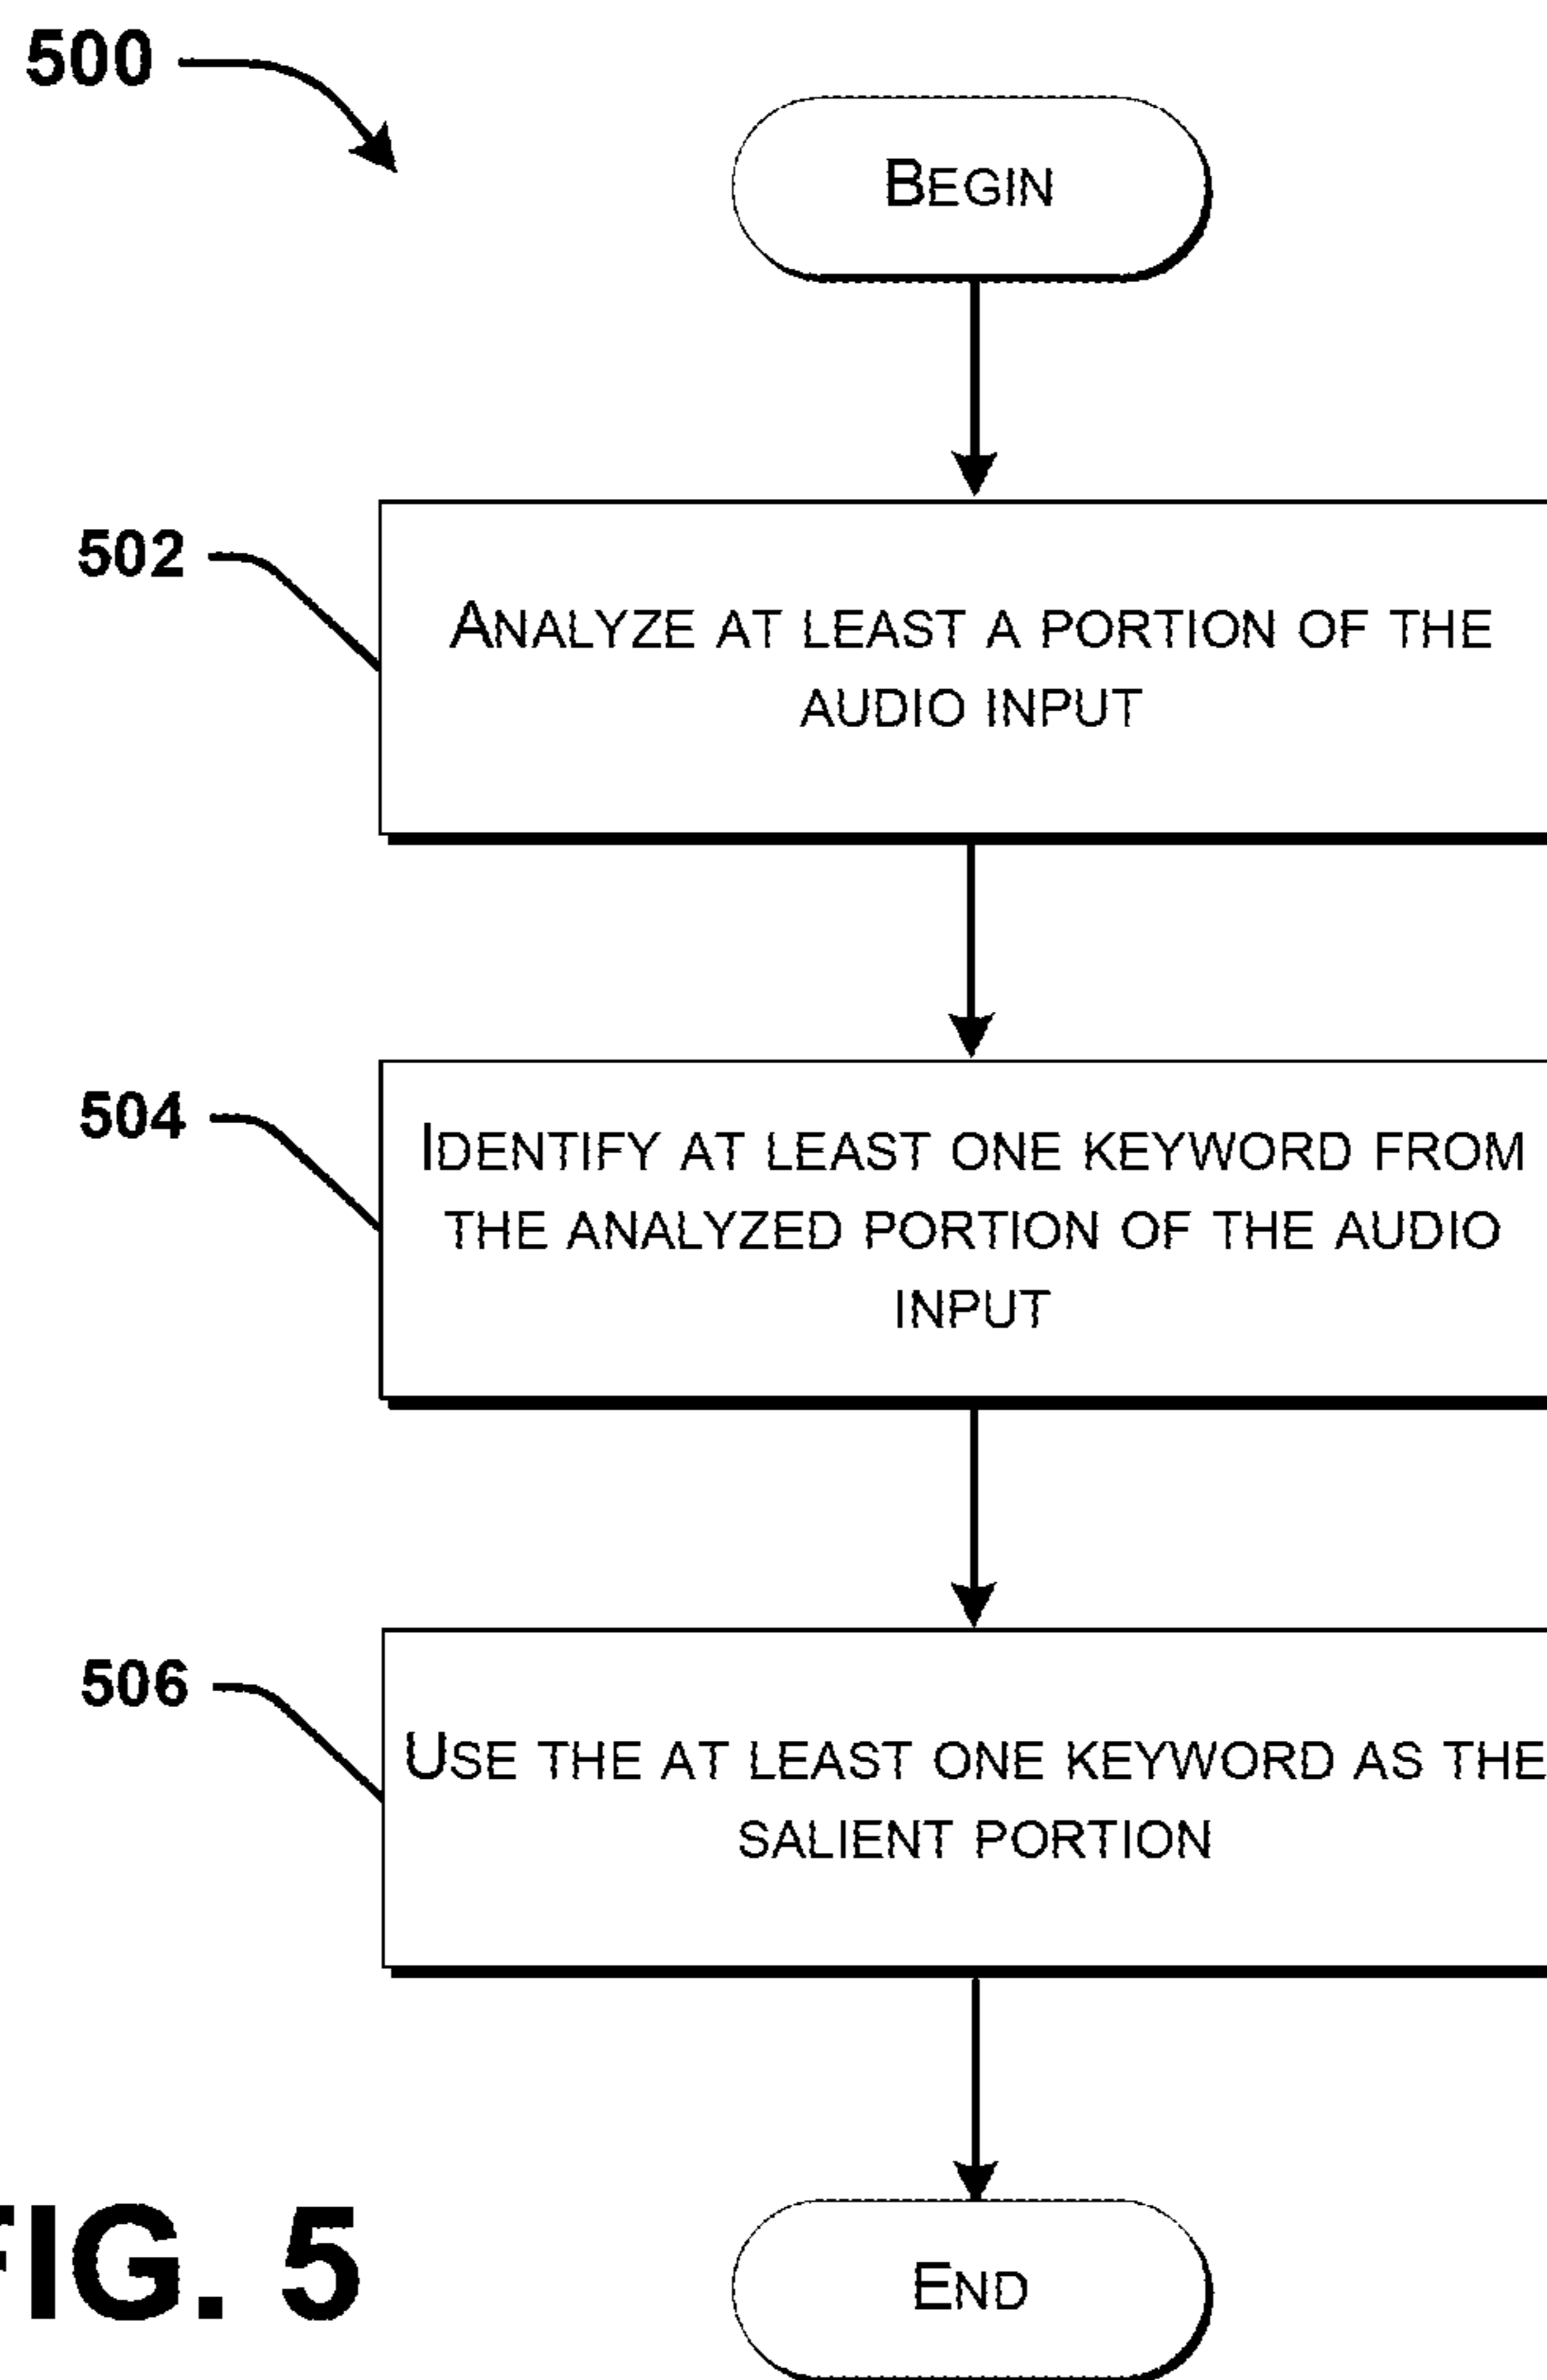 500
BEGIN
502
ANALYZE AT LEAST A PORTION OF THE
AUDIO INPUT
504
IDENTIFY AT LEAST ONE KEYWORD FROM
THE ANALYZED PORTION OF THE AUDIO
INPUT
506
USE THE AT LEAST ONE KEYWORD AS THE
SALIENT PORTION
FIG. 5
END